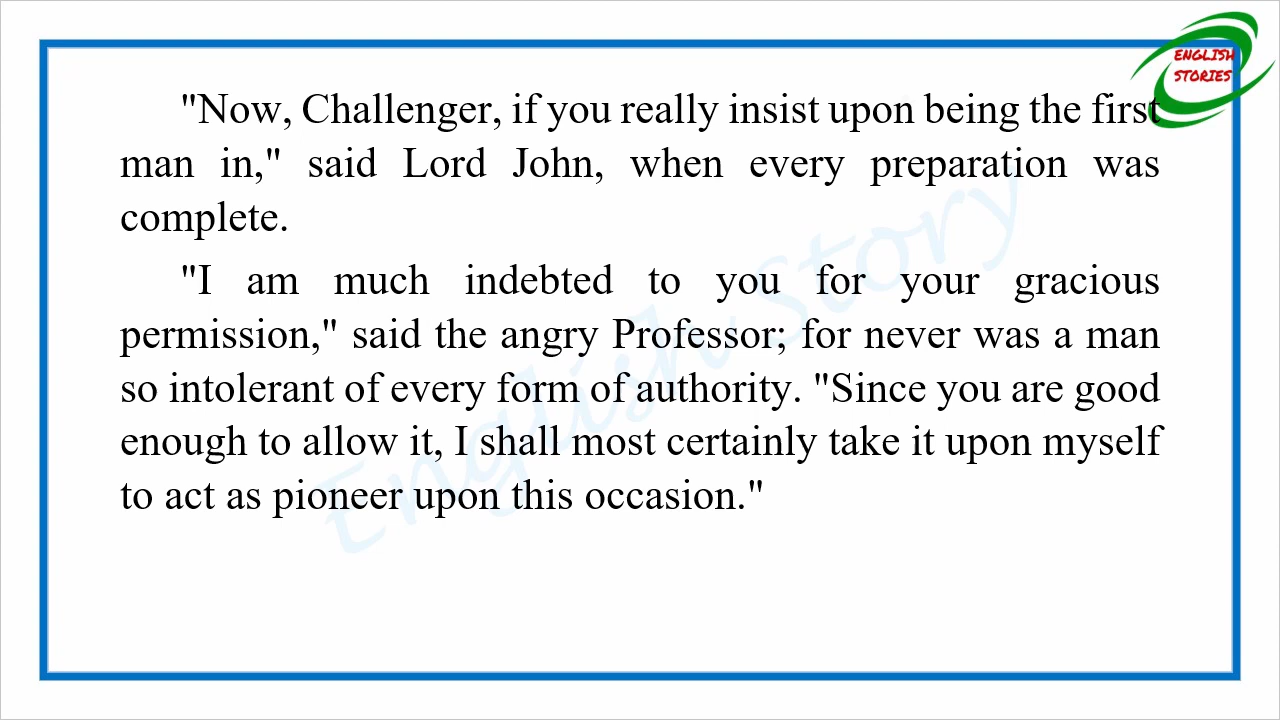 ENGLISH
STORIES
"Now, Challenger, if you really insist upon being the first
man in," said Lord John, when every preparation was
complete.
"I am much indebted to you for your gracious
permission," said the angry Professor; for never was a man
so intolerant of every form of authority. "Since you are good
enough to allow it, I shall most certainly take it upon myself
to act as pioneer upon this occasion."
English Story